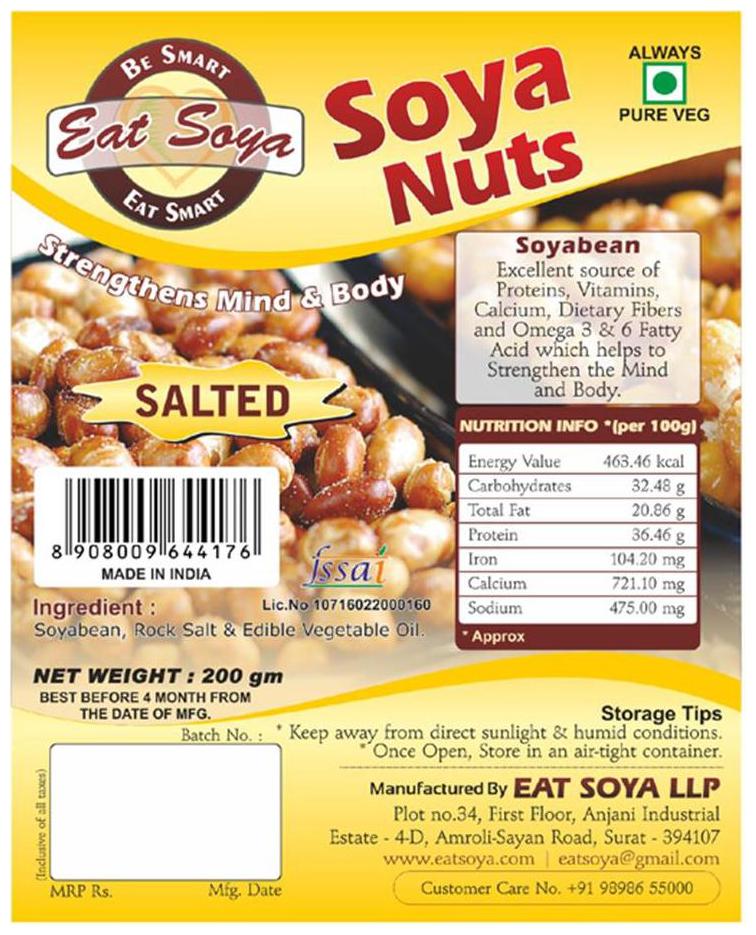 BE SMART
Eat Soya
EAT SMART
Soya
Nuts
ALWAYS
PURE VEG
Strengthens Mind & Body
SALTED
Soyabean
Excellent source of
Proteins, Vitamins,
Calcium, Dietary Fibers
and Omega 3 & 6 Fatty
Acid which helps to
Strengthen the Mind
and Body.
NUTRITION INFO *(per 100g)
Energy Value 463.46 kcal
Carbohydrates 32.48 g
Total Fat 20.86 g
Protein 36.46 g
Iron 104.20 mg
Calcium 721.10 mg
Sodium 475.00 mg
* Approx
8 908009 644176
MADE IN INDIA
fssai
Lic.No 10716022000160
Ingredient :
Soyabean, Rock Salt & Edible Vegetable Oil.
NET WEIGHT : 200 gm
BEST BEFORE 4 MONTH FROM
THE DATE OF MFG.
Batch No. :
(Inclusive of all taxes)
MRP Rs. Mfg. Date
Storage Tips
* Keep away from direct sunlight & humid conditions.
* Once Open, Store in an air-tight container.
Manufactured By EAT SOYA LLP
Plot no.34, First Floor, Anjani Industrial
Estate - 4-D, Amroli-Sayan Road, Surat - 394107
www.eatsoya.com | eatsoya@gmail.com
Customer Care No. +91 98986 55000